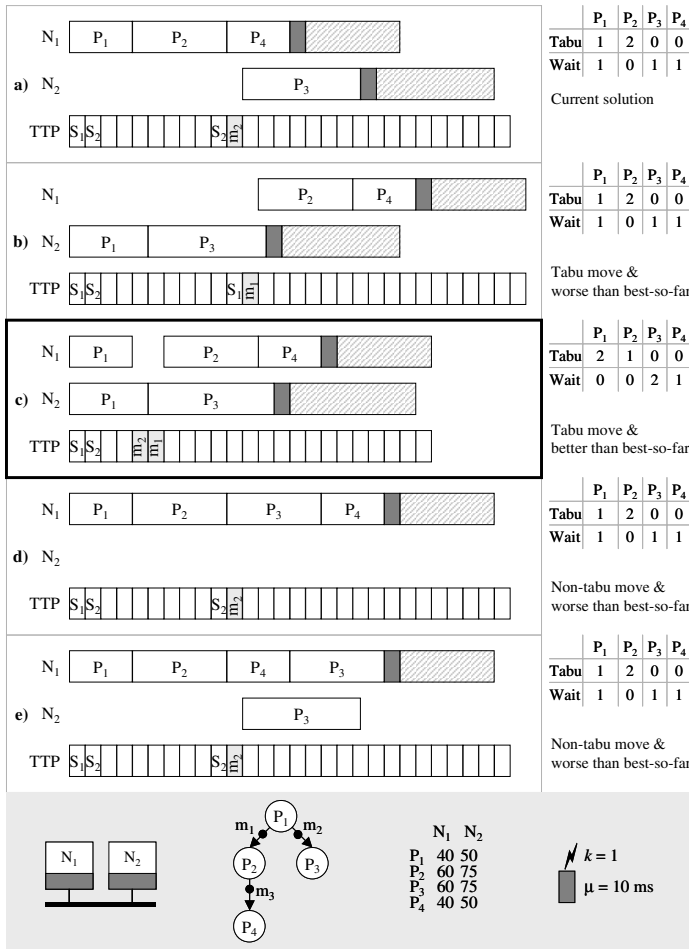 P1 P2 P3 P4
N1 P1 P2 P4
Tabu 1 2 0 0
Wait 1 0 1 1
a) N2 P3
Current solution
TTP S1 S2 S2 m2
P1 P2 P3 P4
N1 P2 P4
Tabu 1 2 0 0
Wait 1 0 1 1
b) N2 P1 P3
Tabu move &
TTP S1 S2 S1 m1
worse than best-so-far
P1 P2 P3 P4
N1 P1 P2 P4
Tabu 2 1 0 0
Wait 0 0 2 1
c) N2 P1 P3
Tabu move &
TTP S1 S2 m2 m1
better than best-so-far
P1 P2 P3 P4
N1 P1 P2 P3 P4
Tabu 1 2 0 0
Wait 1 0 1 1
d) N2
Non-tabu move &
TTP S1 S2 S2 m2
worse than best-so-far
P1 P2 P3 P4
N1 P1 P2 P4 P3
Tabu 1 2 0 0
Wait 1 0 1 1
e) N2 P3
Non-tabu move &
TTP S1 S2 S2 m2
worse than best-so-far
N1 N2
P1
m1 m2
P2 P3
m3
P4
N1 N2
P1 40 50
P2 60 75
P3 60 75
P4 40 50
k = 1
μ = 10 ms